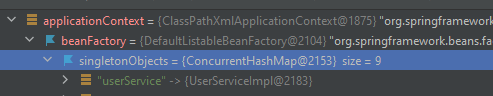 applicationContext = {ClassPathXmlApplicationContext@1875} "org.springframework
beanFactory = {DefaultListableBeanFactory@2104} "org.springframework.beans.fa
singletonObjects = {ConcurrentHashMap@2153} size = 9
"userService" -> {UserServiceImpl@2183}